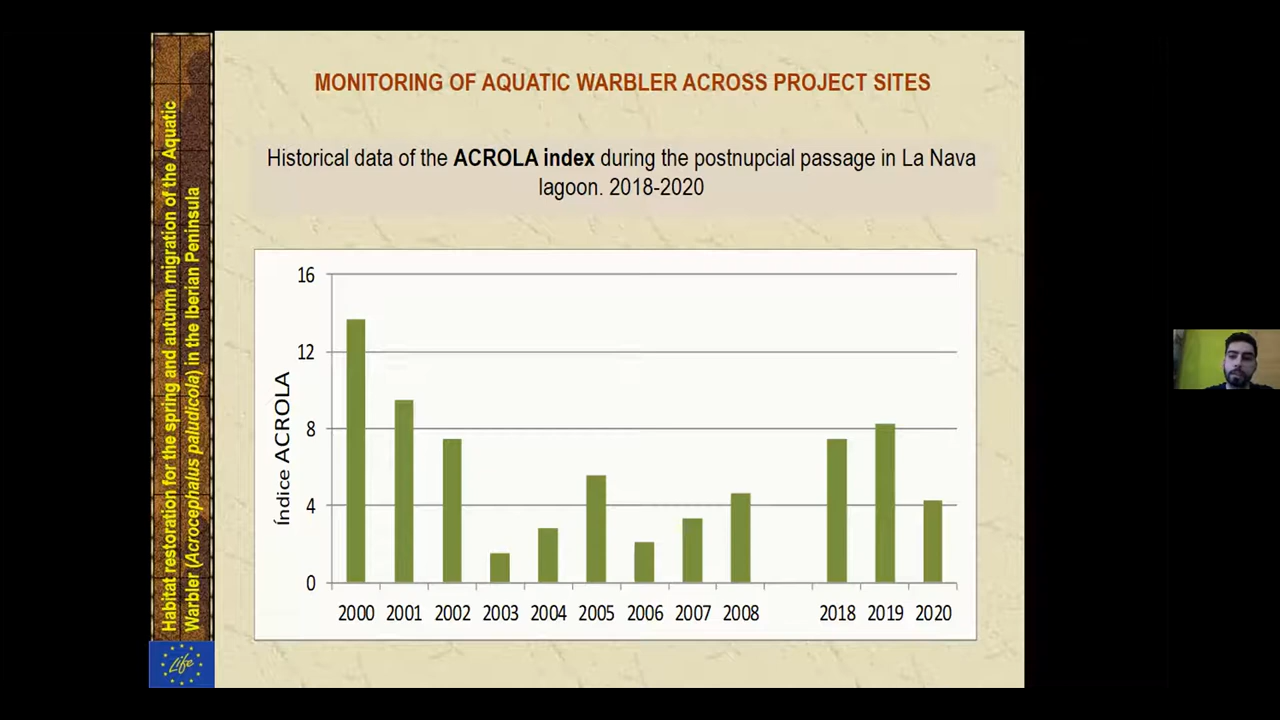 MONITORING OF AQUATIC WARBLER ACROSS PROJECT SITES
Historical data of the ACROLA index during the postnupcial passage in La Nava
lagoon. 2018-2020
Habitat restoration for the spring and autumn migration of the Aquatic
Warbler (Acrocephalus paludicola) in the Iberian Peninsula
Life
Índice ACROLA
16
12
8
4
0
2000 2001 2002 2003 2004 2005 2006 2007 2008 2018 2019 2020